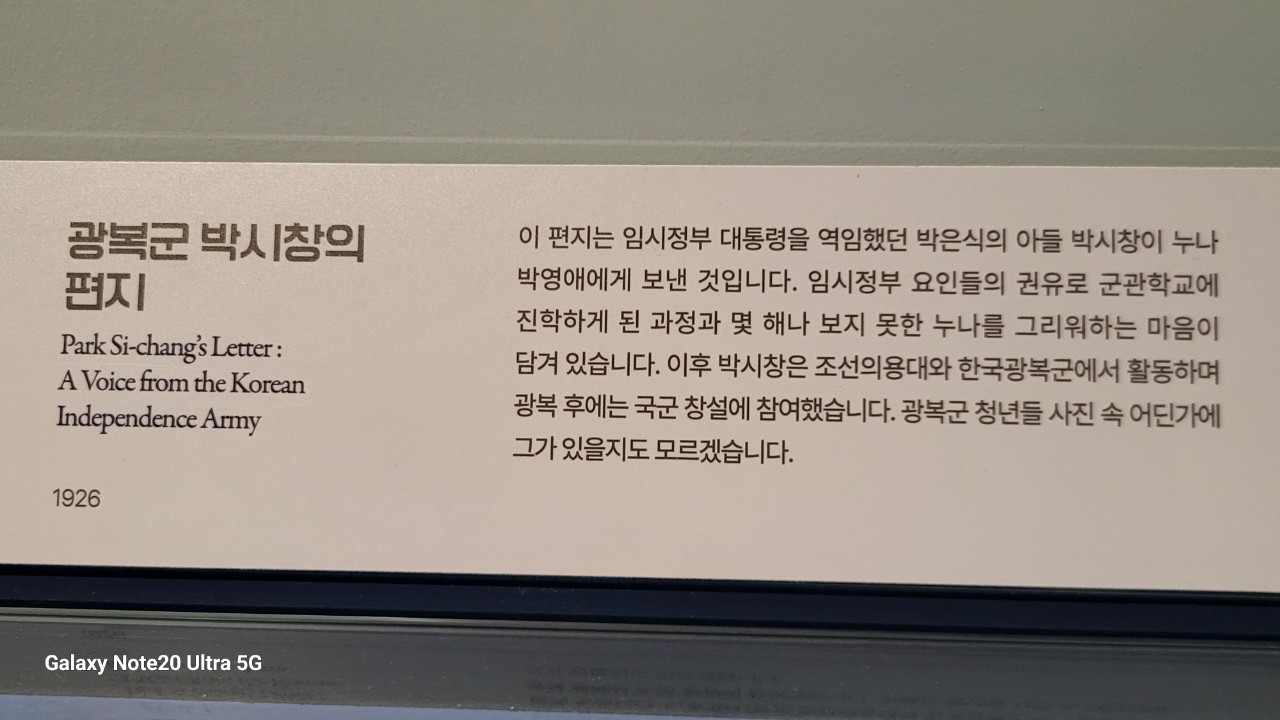 광복군 박시창의
편지
Park Si-chang's Letter :
A Voice from the Korean
Independence Army
1926
이 편지는 임시정부 대통령을 역임했던 박은식의 아들 박시창이 누나
박영애에게 보낸 것입니다. 임시정부 요인들의 권유로 군관학교에
진학하게 된 과정과 몇 해나 보지 못한 누나를 그리워하는 마음이
담겨 있습니다. 이후 박시창은 조선의용대와 한국광복군에서 활동하며
광복 후에는 국군 창설에 참여했습니다. 광복군 청년들 사진 속 어딘가에
그가 있을지도 모르겠습니다.
Galaxy Note20 Ultra 5G